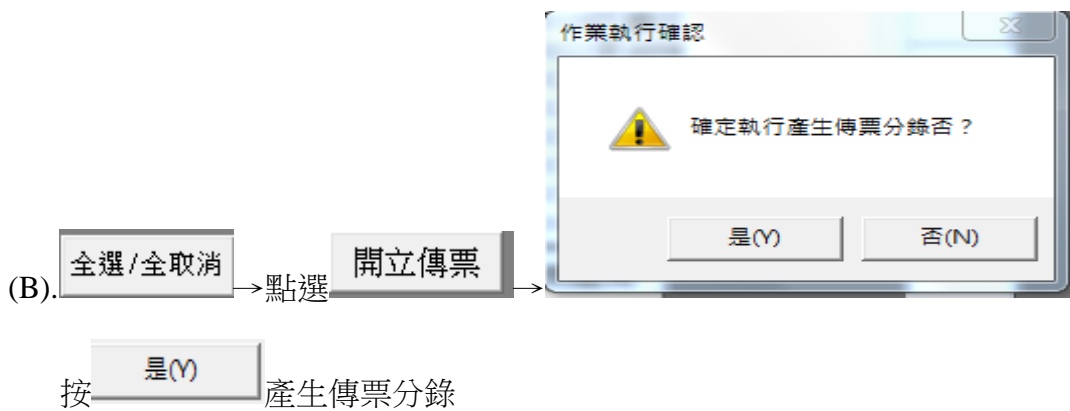 作業執行確認
確定執行產生傳票分錄否？
是(Y) 否(N)
(B). 全選/全取消 →點選 開立傳票 →
按 是(Y) 產生傳票分錄